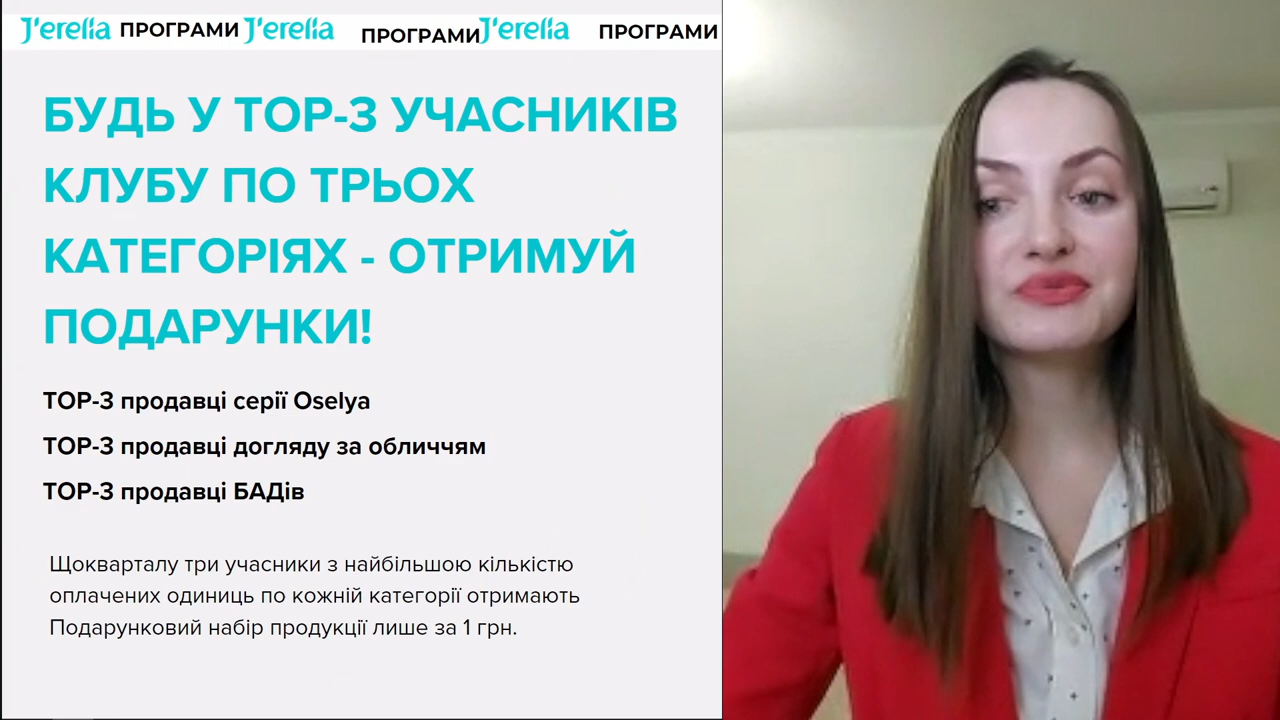 J'erelia ПРОГРАМИ J'erelia ПРОГРАМИ J'erelia ПРОГРАМИ
БУДЬ У ТОР-3 УЧАСНИКІВ
КЛУБУ ПО ТРЬОХ
КАТЕГОРІЯХ - ОТРИМУЙ
ПОДАРУНКИ!
ТОР-3 продавці серії Oselya
ТОР-3 продавці догляду за обличчям
ТОР-3 продавці БАДів
Щокварталу три учасники з найбільшою кількістю
оплачених одиниць по кожній категорії отримають
Подарунковий набір продукції лише за 1 грн.